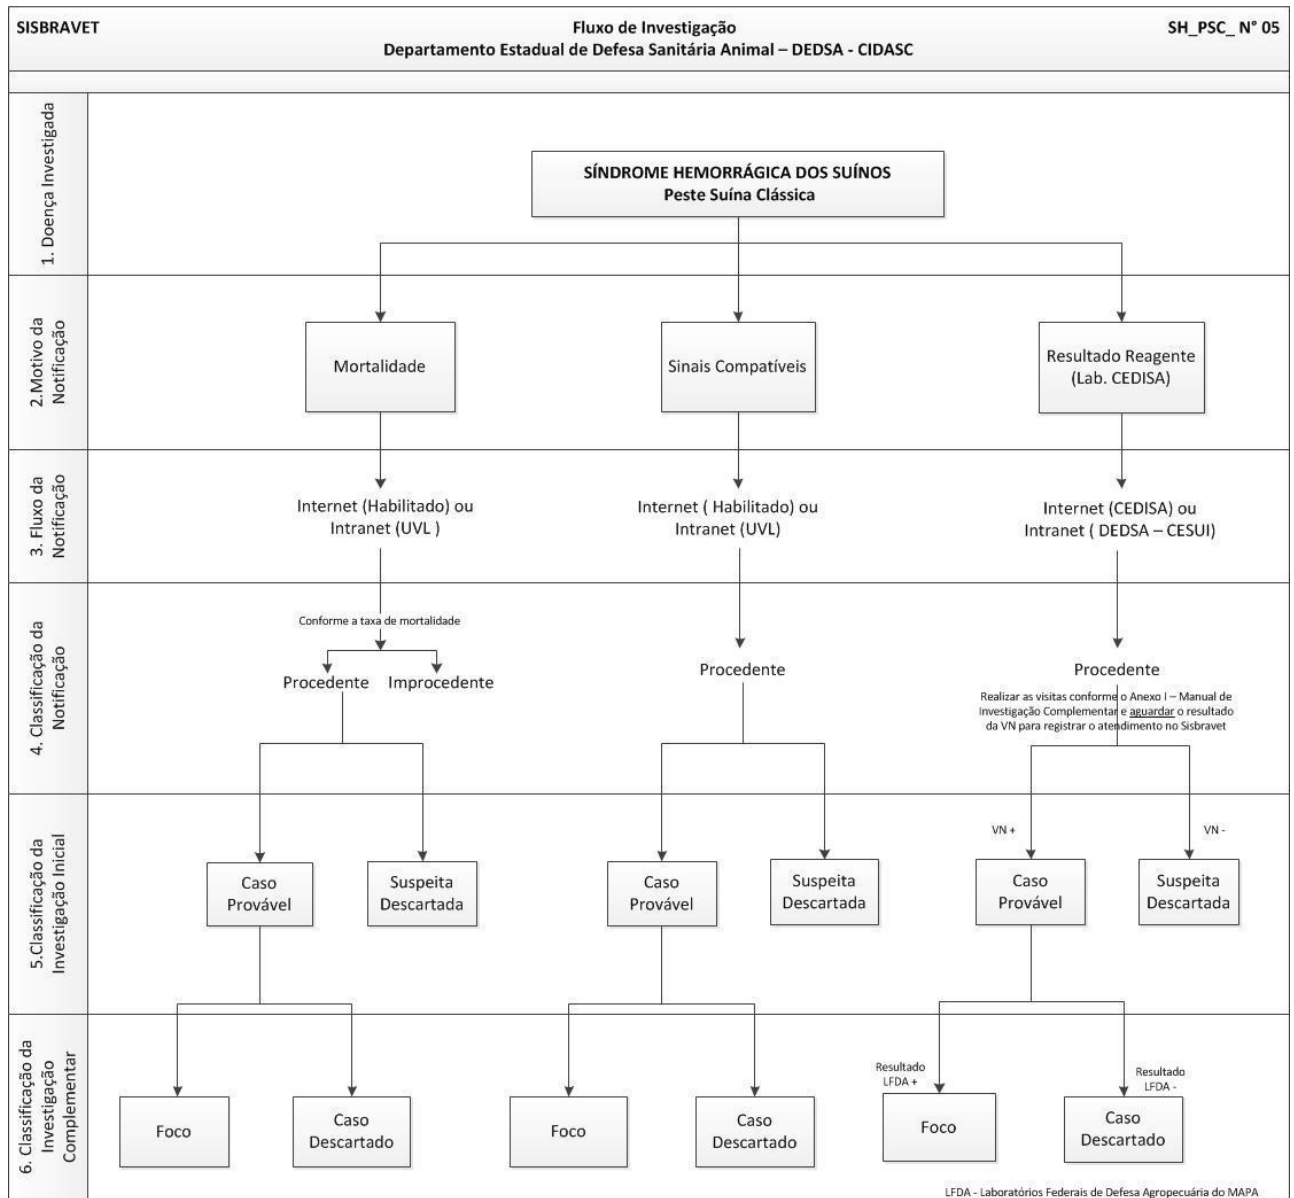 SISBRAVET
Fluxo de Investigação
SH_PSC_ N° 05
Departamento Estadual de Defesa Sanitária Animal – DEDSA - CIDASC
1. Doença Investigada
SÍNDROME HEMORRÁGICA DOS SUÍNOS
Peste Suína Clássica
2.Motivo da
Notificação
Mortalidade
Sinais Compatíveis
Resultado Reagente
(Lab. CEDISA)
3. Fluxo da
Notificação
Internet (Habilitado) ou
Intranet (UVL )
Internet ( Habilitado) ou
Intranet (UVL)
Internet (CEDISA) ou
Intranet ( DEDSA – CESUI)
4. Classificação da
Notificação
Conforme a taxa de mortalidade
Procedente
Improcedente
Procedente
Procedente
Realizar as visitas conforme o Anexo I – Manual de
Investigação Complementar e aguardar o resultado
da VN para registrar o atendimento no Sisbravet
5.Classificação da
Investigação Inicial
VN +
VN -
Caso
Provável
Suspeita
Descartada
Caso
Provável
Suspeita
Descartada
Caso
Provável
Suspeita
Descartada
6. Classificação da
Investigação
Complementar
Resultado
LFDA +
Resultado
LFDA -
Foco
Caso
Descartado
Foco
Caso
Descartado
Foco
Caso
Descartado
LFDA - Laboratórios Federais de Defesa Agropecuária do MAPA